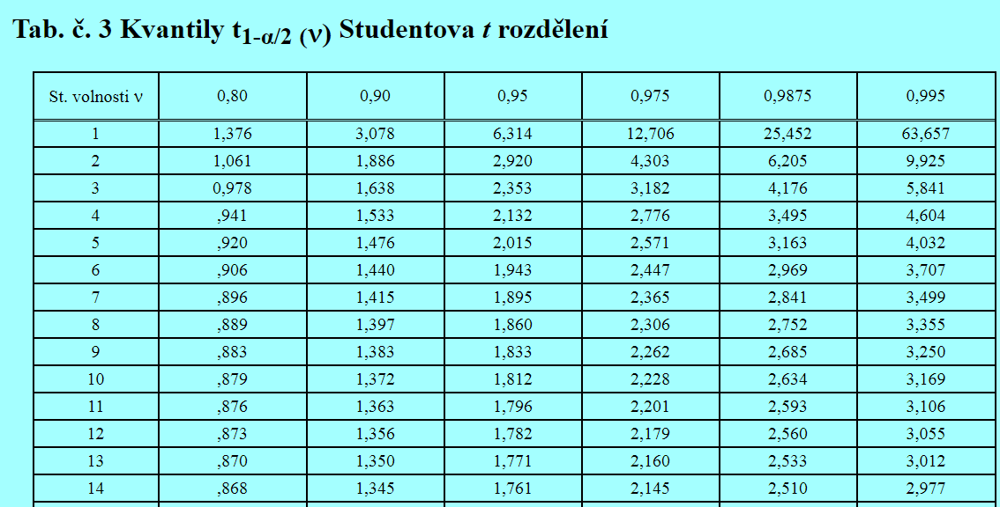 Tab. č. 3 Kvantily t1-α/2 (ν) Studentova t rozdělení
St. volnosti ν 0,80 0,90 0,95 0,975 0,9875 0,995
1 1,376 3,078 6,314 12,706 25,452 63,657
2 1,061 1,886 2,920 4,303 6,205 9,925
3 0,978 1,638 2,353 3,182 4,176 5,841
4 ,941 1,533 2,132 2,776 3,495 4,604
5 ,920 1,476 2,015 2,571 3,163 4,032
6 ,906 1,440 1,943 2,447 2,969 3,707
7 ,896 1,415 1,895 2,365 2,841 3,499
8 ,889 1,397 1,860 2,306 2,752 3,355
9 ,883 1,383 1,833 2,262 2,685 3,250
10 ,879 1,372 1,812 2,228 2,634 3,169
11 ,876 1,363 1,796 2,201 2,593 3,106
12 ,873 1,356 1,782 2,179 2,560 3,055
13 ,870 1,350 1,771 2,160 2,533 3,012
14 ,868 1,345 1,761 2,145 2,510 2,977